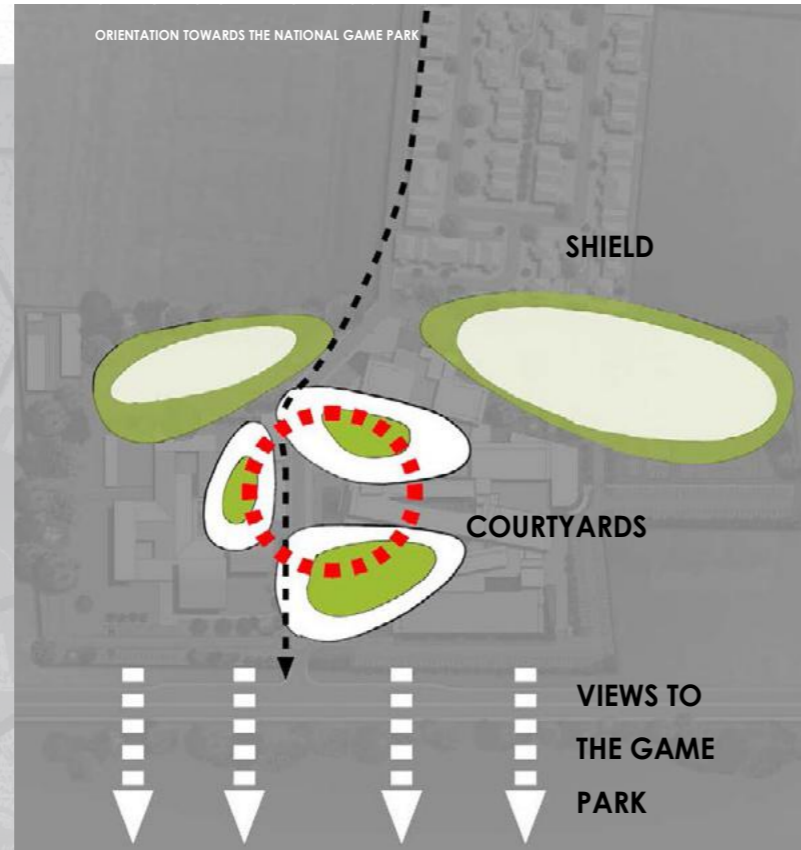 ORIENTATION TOWARDS THE NATIONAL GAME PARK
SHIELD
COURTYARDS
VIEWS TO
THE GAME
PARK